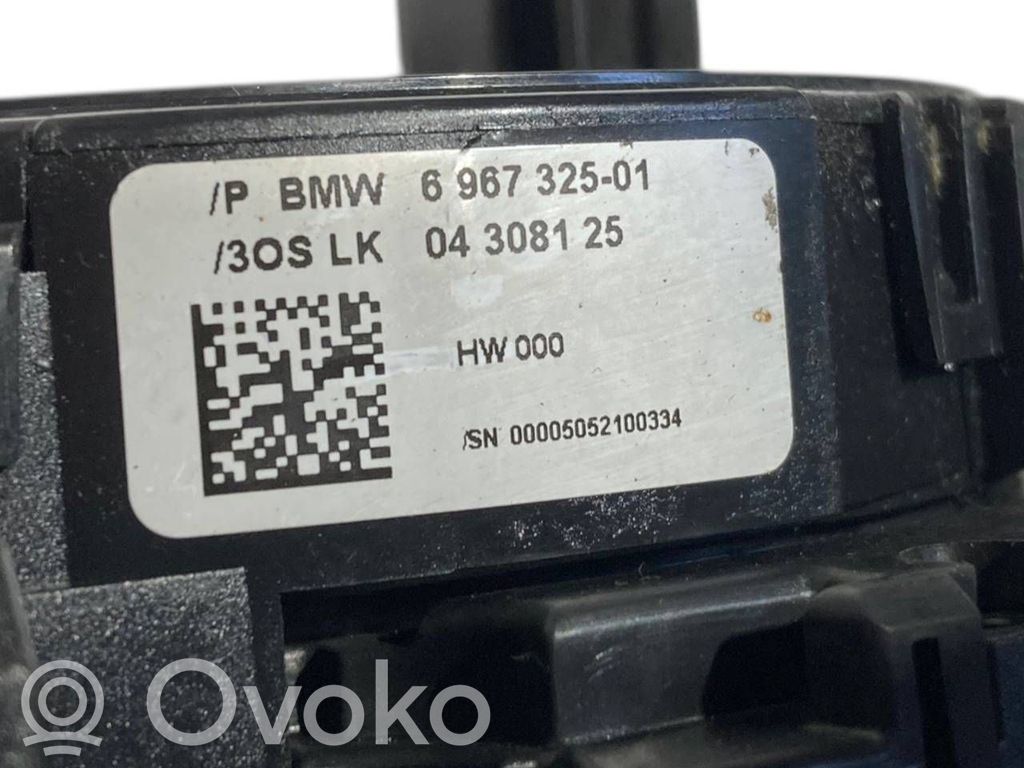 /P BMW 6 967 325-01
/3OS LK 04 3081 25
HW 000
/SN 00005052100334
Ovoko